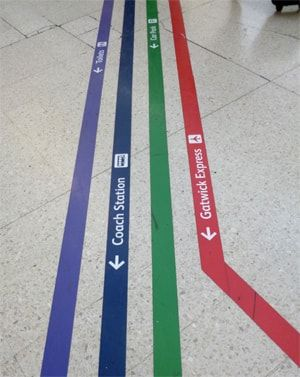 Toilets
Coach Station
Car Park
Gatwick Express